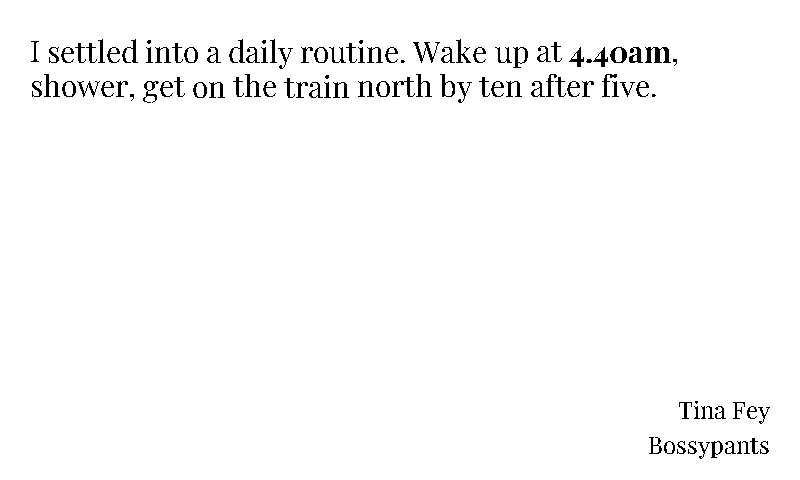 I settled into a daily routine. Wake up at 4.40am,
shower, get on the train north by ten after five.
Tina Fey
Bossypants